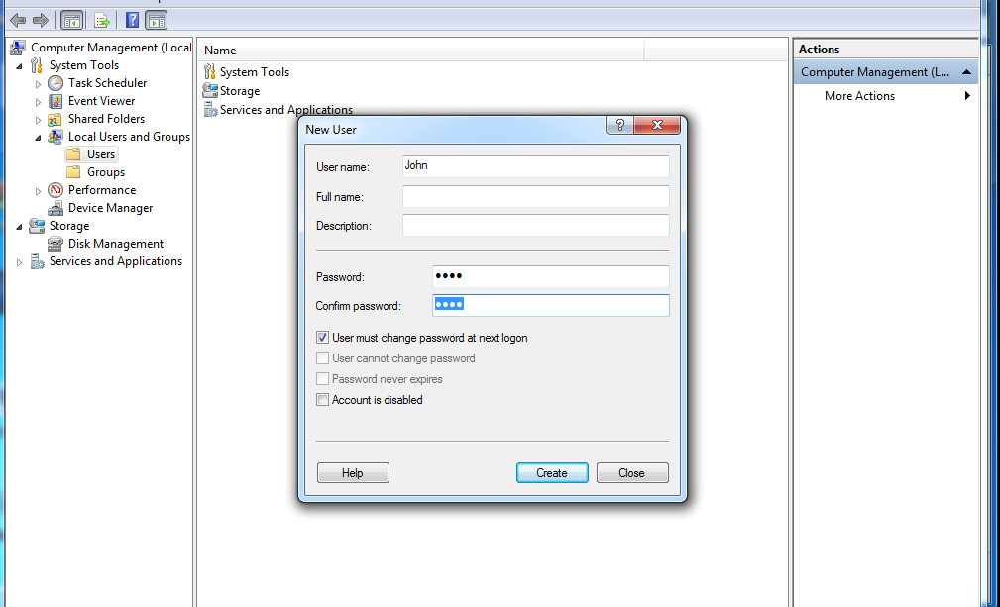 Computer Management (Local
System Tools
Task Scheduler
Event Viewer
Shared Folders
Local Users and Groups
Users
Groups
Performance
Device Manager
Storage
Disk Management
Services and Applications
Name
System Tools
Storage
Services and Applications
New User
?
User name:
John
Full name:
Description:
Password:
••••
Confirm password:
••••
User must change password at next logon
User cannot change password
Password never expires
Account is disabled
Help
Create
Close
Actions
Computer Management (L...
More Actions